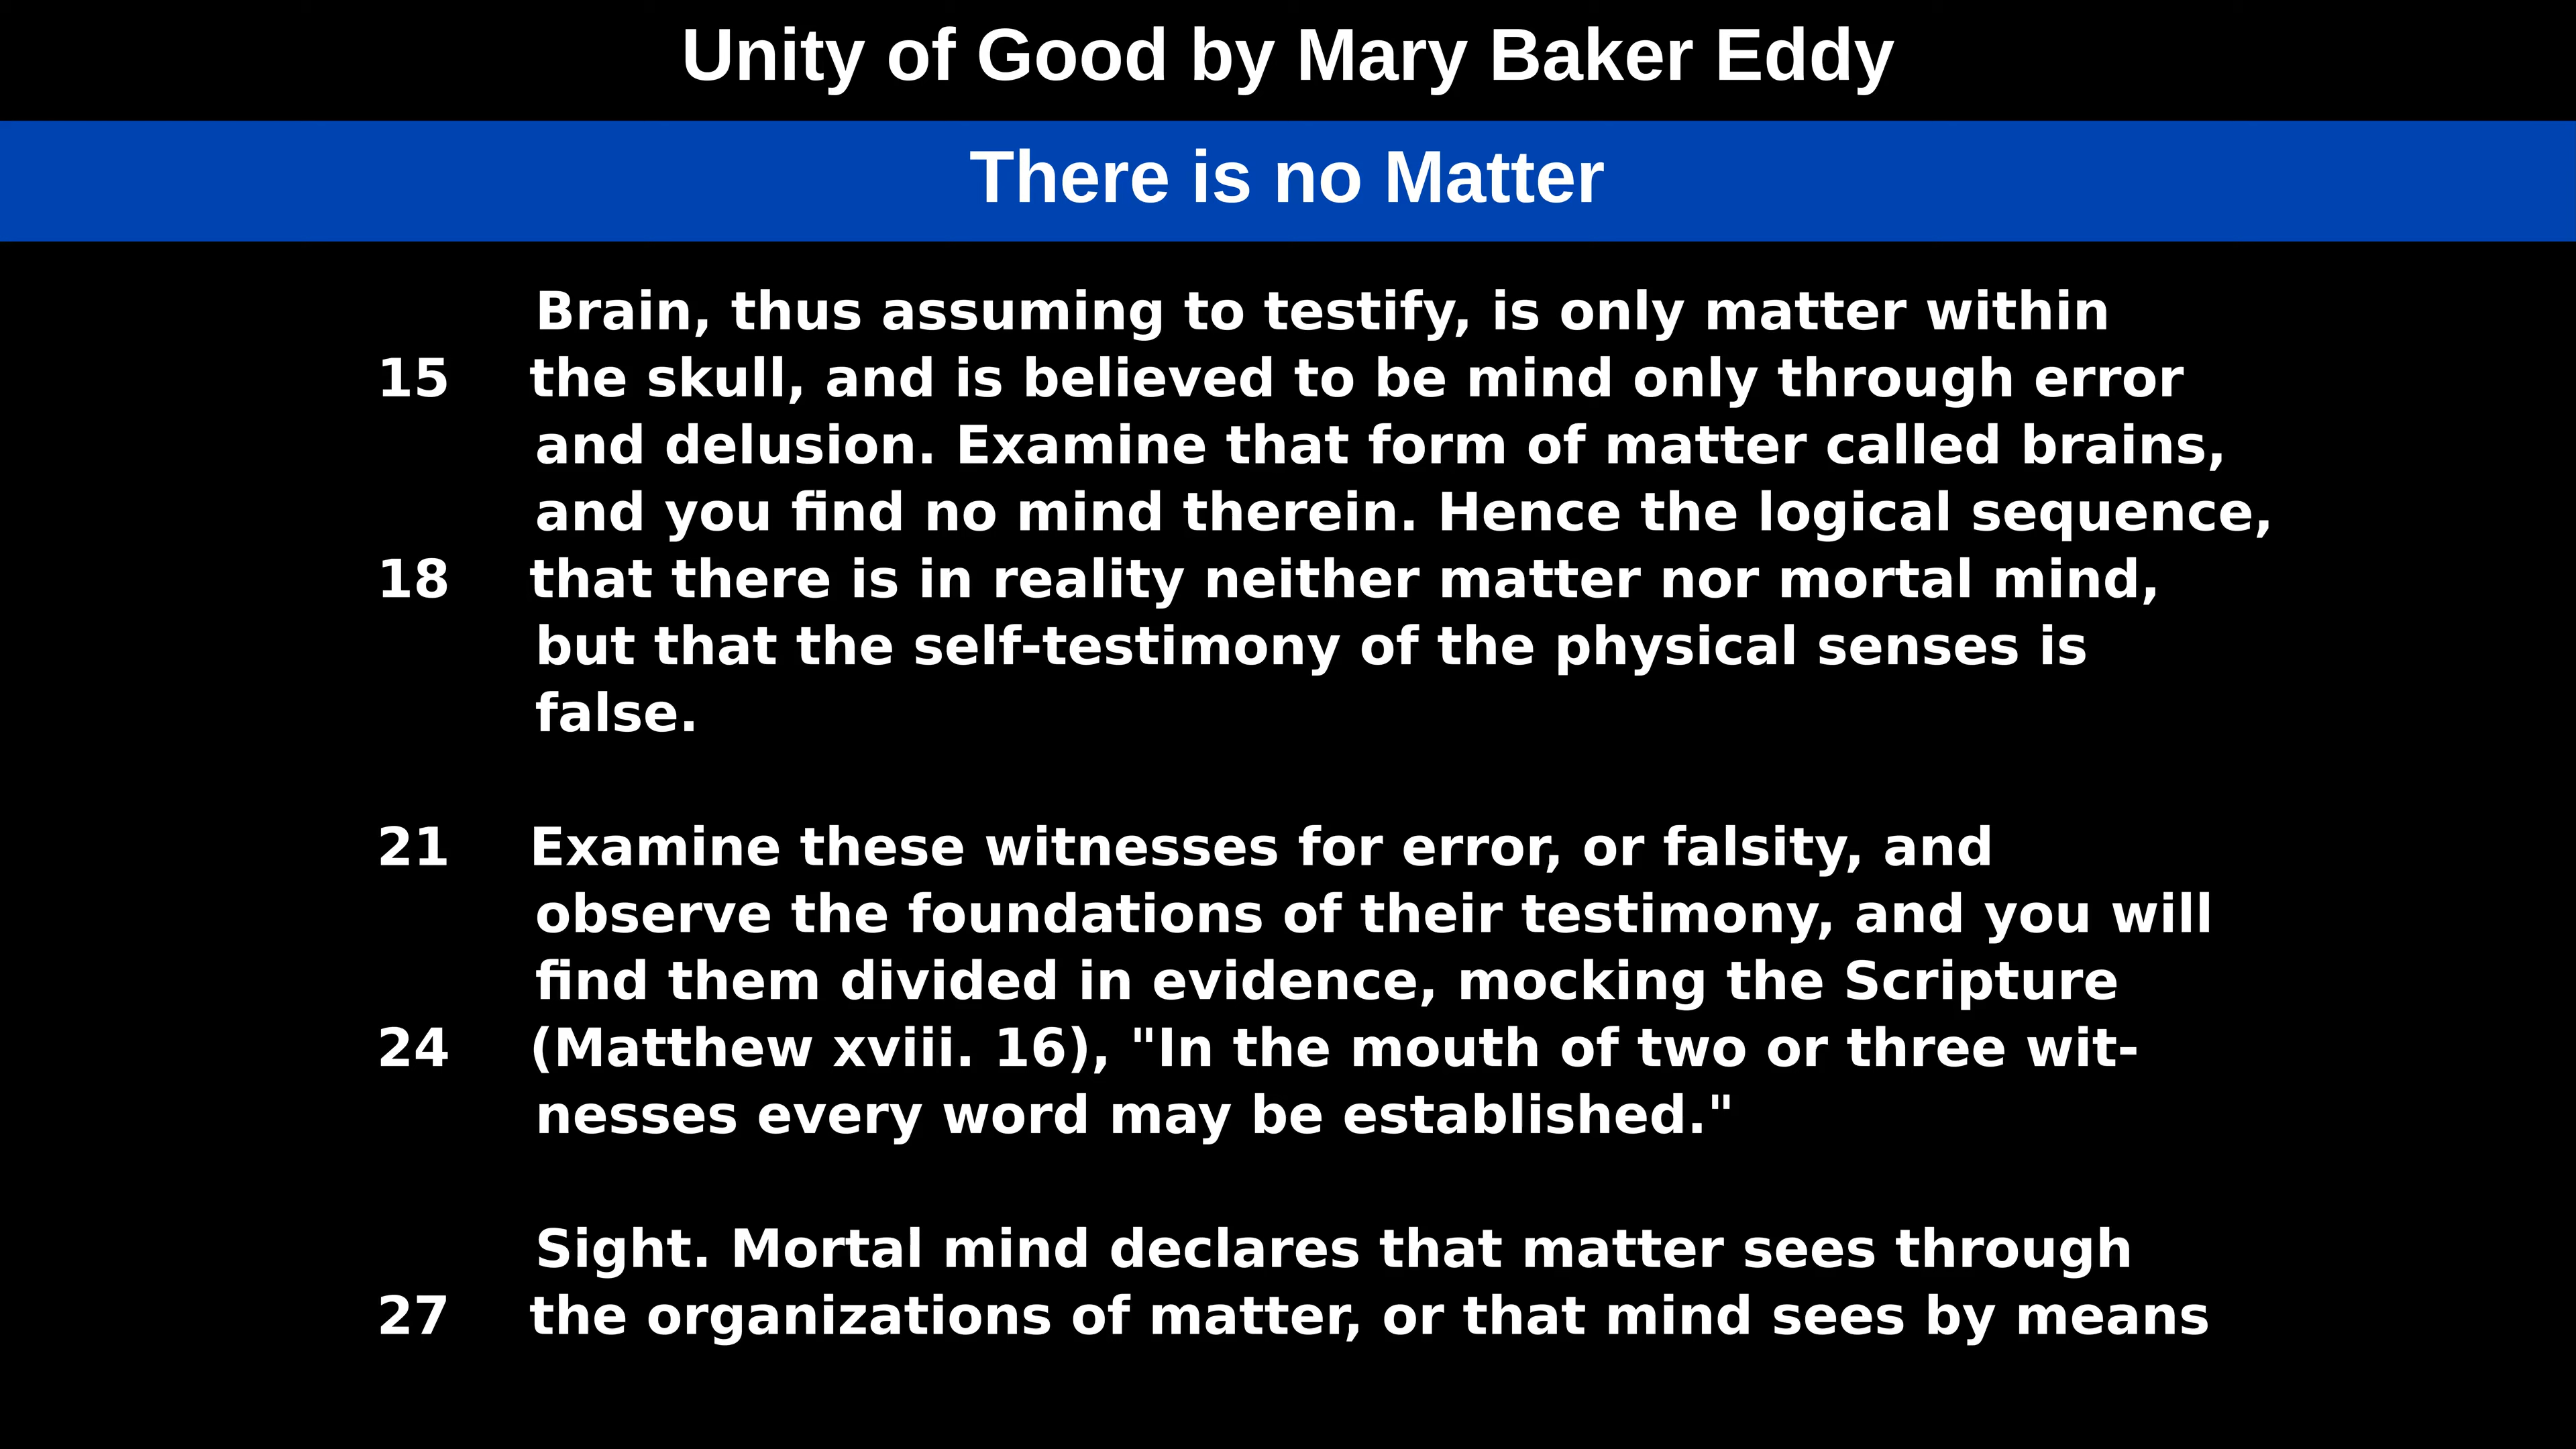 Unity of Good by Mary Baker Eddy
There is no Matter
Brain, thus assuming to testify, is only matter within
15 the skull, and is believed to be mind only through error
and delusion. Examine that form of matter called brains,
and you find no mind therein. Hence the logical sequence,
18 that there is in reality neither matter nor mortal mind,
but that the self-testimony of the physical senses is
false.
21 Examine these witnesses for error, or falsity, and
observe the foundations of their testimony, and you will
find them divided in evidence, mocking the Scripture
24 (Matthew xviii. 16), "In the mouth of two or three wit-
nesses every word may be established."
Sight. Mortal mind declares that matter sees through
27 the organizations of matter, or that mind sees by means